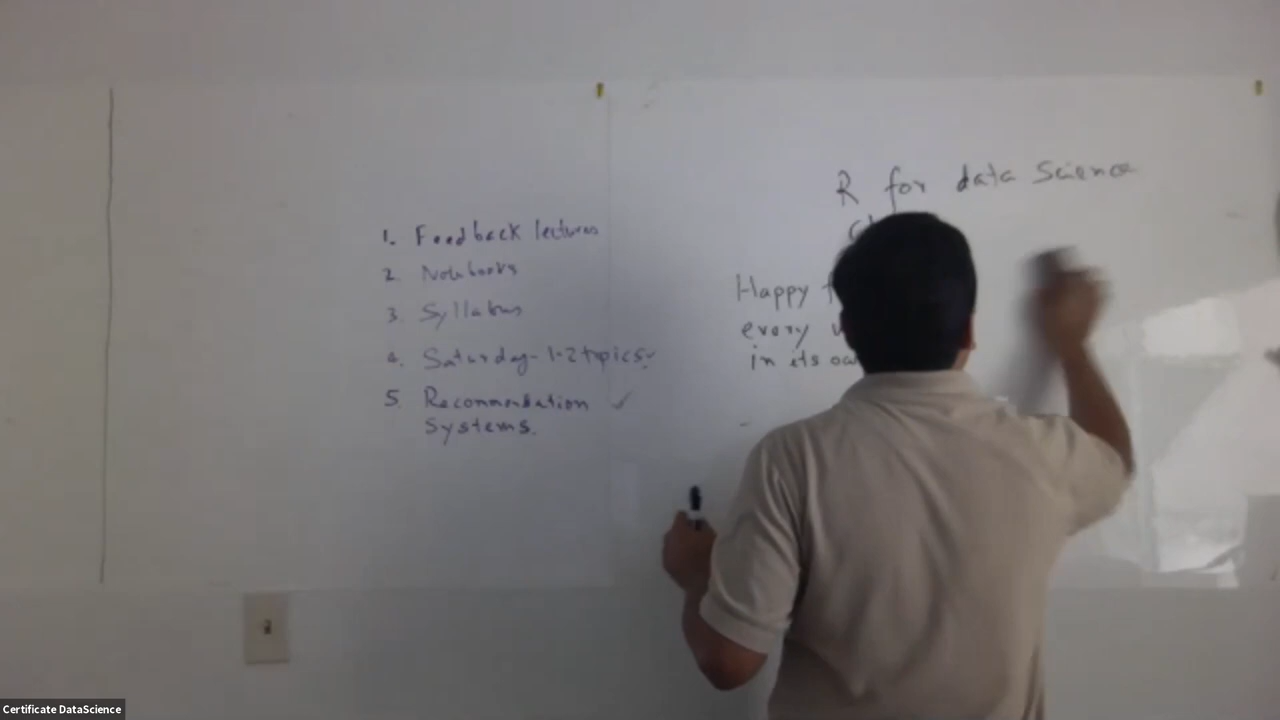 1. Feedback lectures
2. Notebooks
3. Syllabus
4. Saturday - 1-2 topics.
5. Recommendation ✓
Systems.
R for data Science
Happy
every
in its
Certificate DataScience